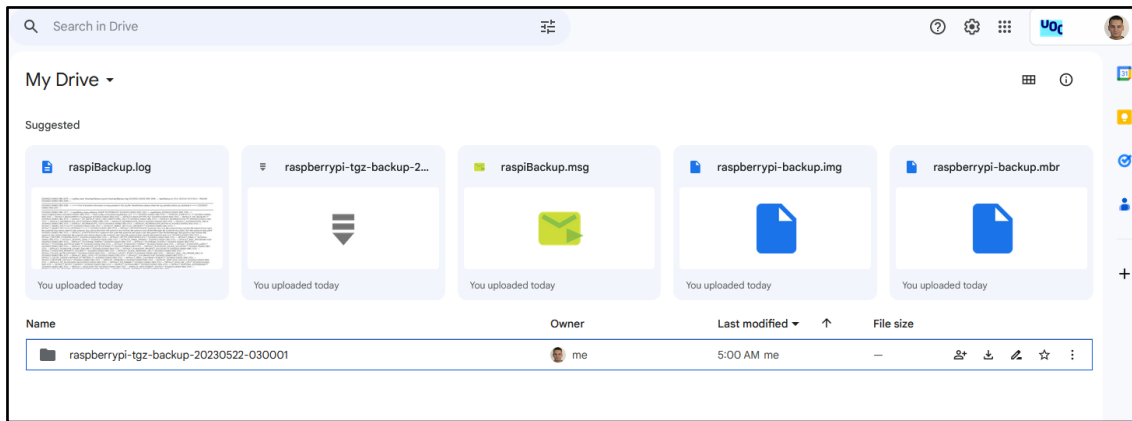 Search in Drive
UOC
My Drive
31
Suggested
raspiBackup.log
raspberrypi-tgz-backup-2...
raspiBackup.msg
raspberrypi-backup.img
raspberrypi-backup.mbr
You uploaded today
You uploaded today
You uploaded today
You uploaded today
You uploaded today
Name Owner Last modified File size
raspberrypi-tgz-backup-20230522-030001 me 5:00 AM me —